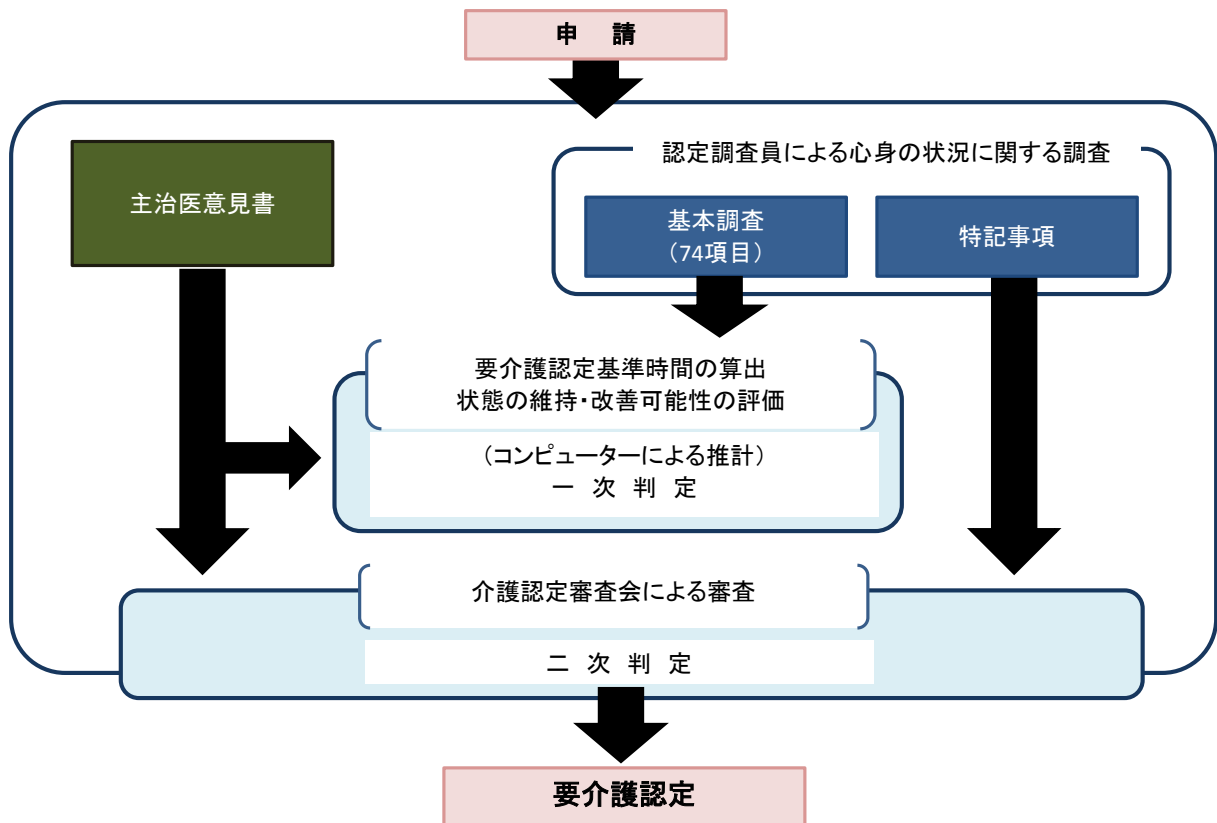 申 請
認定調査員による心身の状況に関する調査
主治医意見書
基本調査
（74項目）
特記事項
要介護認定基準時間の算出
状態の維持・改善可能性の評価
（コンピューターによる推計）
一 次 判 定
介護認定審査会による審査
二 次 判 定
要介護認定